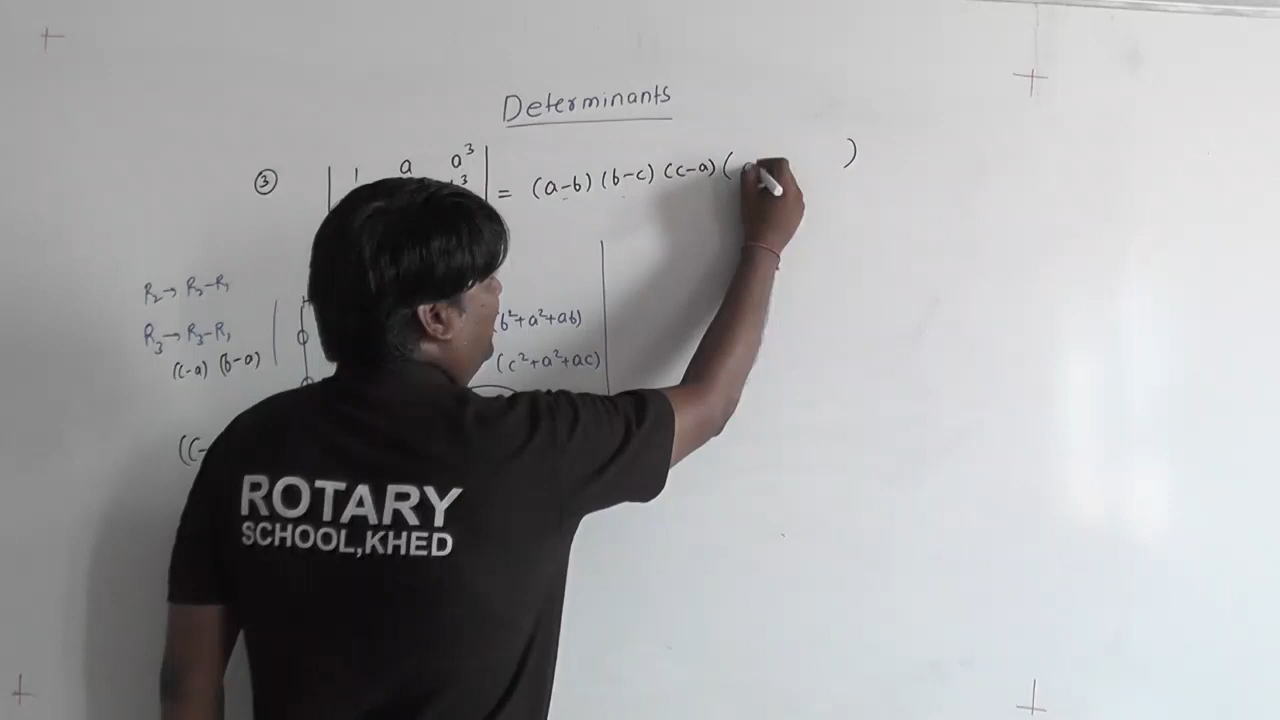 Determinants
③ | 1 a a³ | = (a-b) (b-c) (c-a) ( )
R₂→ R₂-R₁
(b²+a²+ab)
R₃→ R₃-R₁
(c²+a²+ac)
(c-a) (b-a)
((-
ROTARY
SCHOOL,KHED